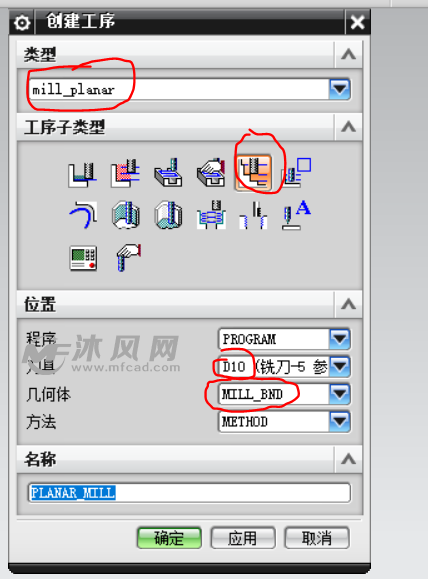 创建工序
类型
mill_planar
工序子类型
A
位置
程序 PROGRAM
刀具 D10 (铣刀-5 参
几何体 MILL_BND
方法 METHOD
沐风网
www.mfcad.com
名称
PLANAR_MILL
确定 应用 取消